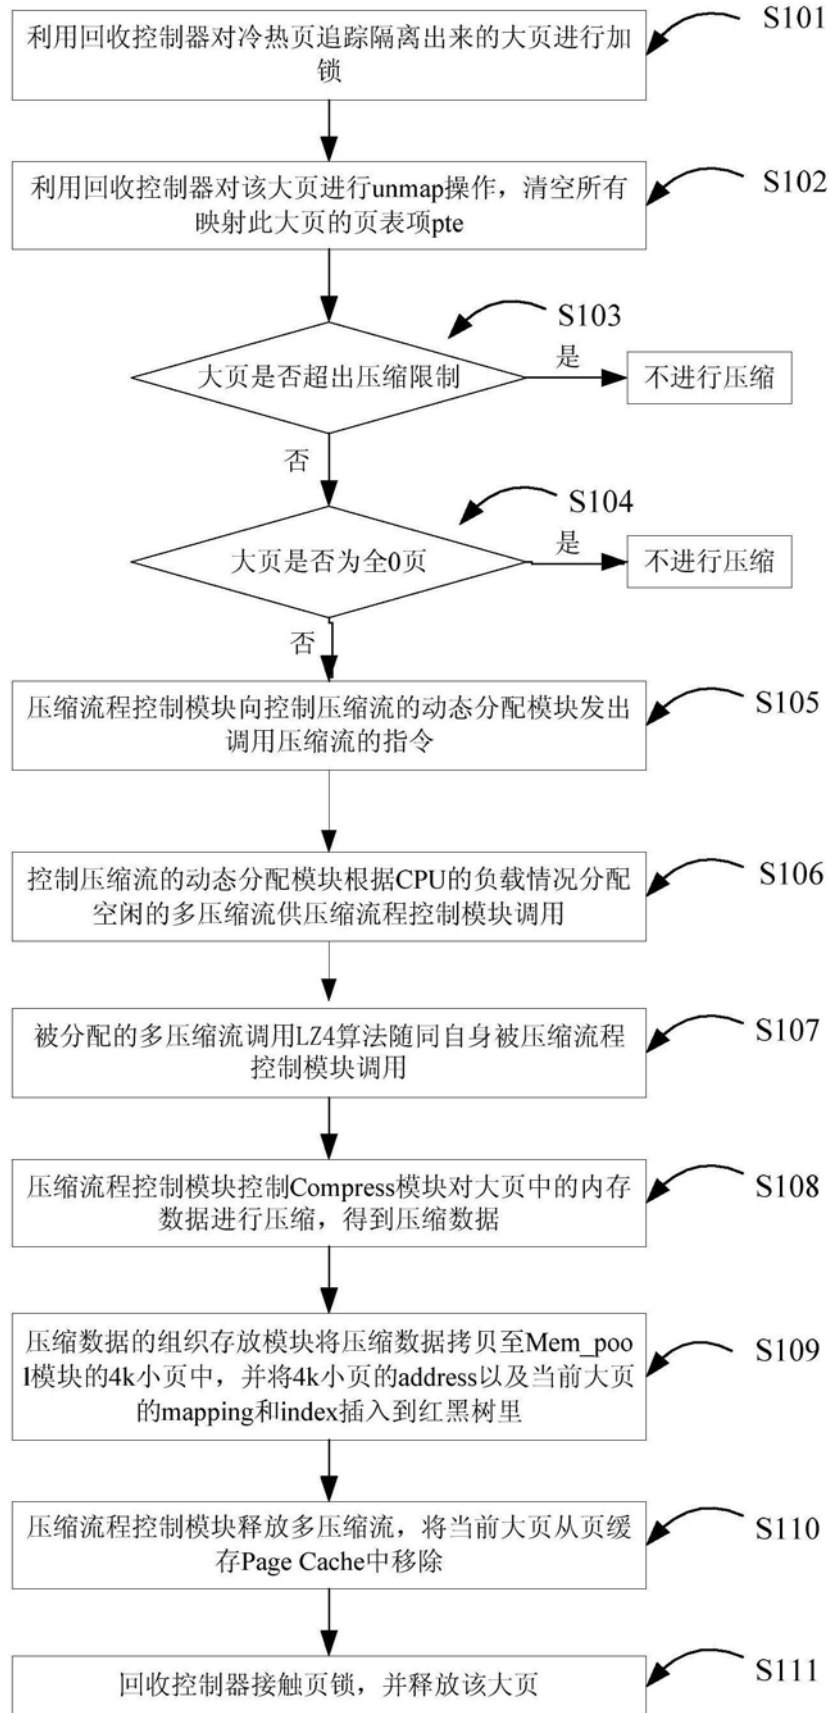 利用回收控制器对冷热页追踪隔离出来的大页进行加
锁
S101
利用回收控制器对该大页进行unmap操作，清空所有
映射此大页的页表项pte
S102
大页是否超出压缩限制
S103
是
不进行压缩
否
大页是否为全0页
S104
是
不进行压缩
否
压缩流程控制模块向控制压缩流的动态分配模块发出
调用压缩流的指令
S105
控制压缩流的动态分配模块根据CPU的负载情况分配
空闲的多压缩流供压缩流程控制模块调用
S106
被分配的多压缩流调用LZ4算法随同自身被压缩流程
控制模块调用
S107
压缩流程控制模块控制Compress模块对大页中的内存
数据进行压缩，得到压缩数据
S108
压缩数据的组织存放模块将压缩数据拷贝至Mem_poo
l模块的4k小页中，并将4k小页的address以及当前大页
的mapping和index插入到红黑树里
S109
压缩流程控制模块释放多压缩流，将当前大页从页缓
存Page Cache中移除
S110
回收控制器接触页锁，并释放该大页
S111